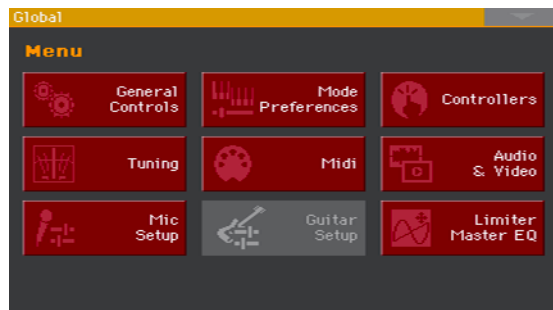 Global
Menu
General
Controls
Mode
Preferences
Controllers
Tuning
Midi
Audio
& Video
Mic
Setup
Guitar
Setup
Limiter
Master EQ